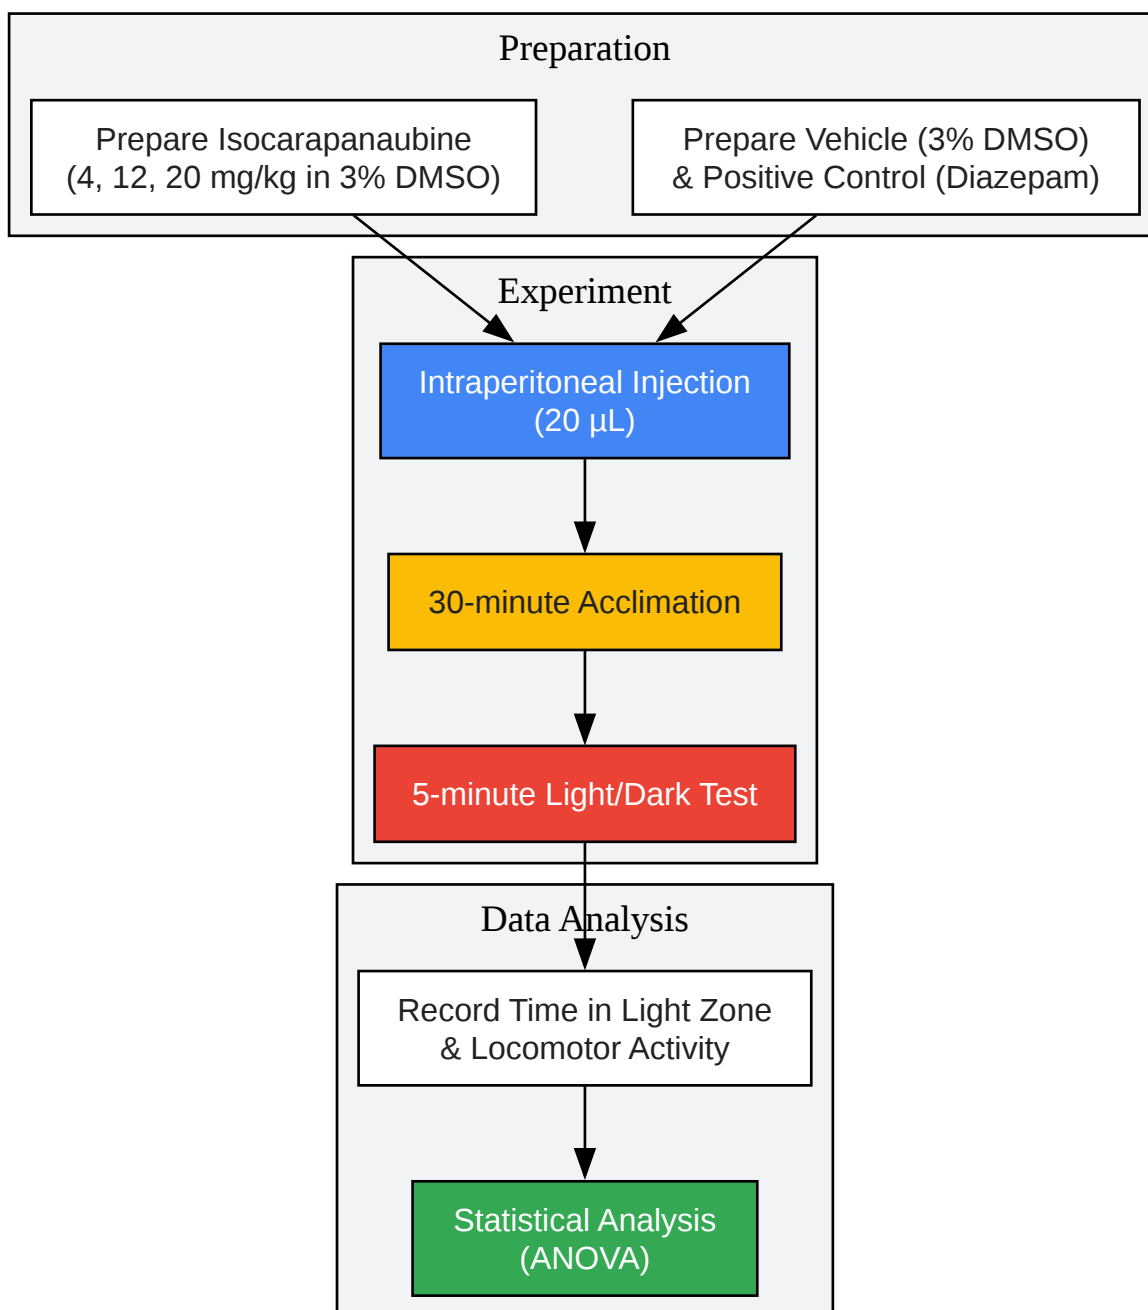 Preparation
Prepare Isocarapanaubine
(4, 12, 20 mg/kg in 3% DMSO)
Prepare Vehicle (3% DMSO)
& Positive Control (Diazepam)
Experiment
Intraperitoneal Injection
(20 µL)
30-minute Acclimation
5-minute Light/Dark Test
Data Analysis
Record Time in Light Zone
& Locomotor Activity
Statistical Analysis
(ANOVA)